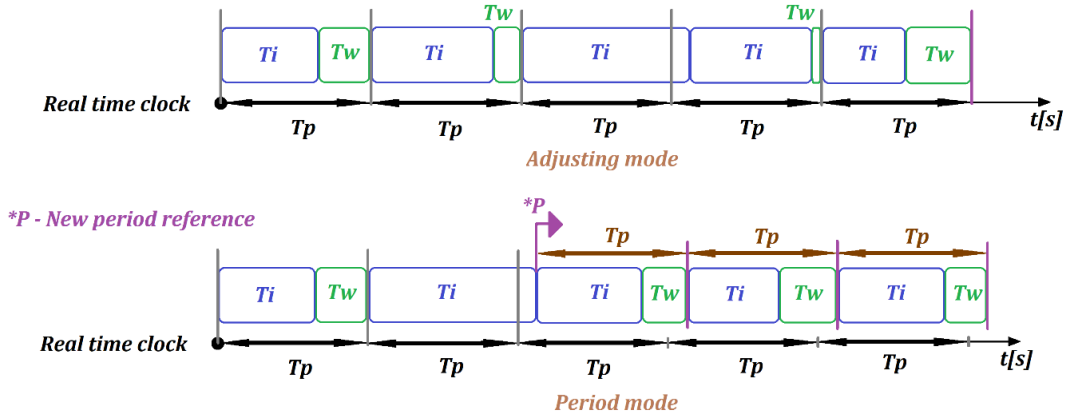 Tw Tw
Ti Tw Ti Ti Ti Ti Tw
Real time clock
Tp Tp Tp Tp Tp t[s]
Adjusting mode
*P - New period reference *P
Tp Tp Tp
Ti Tw Ti Ti Tw Ti Tw Ti Tw
Real time clock
Tp Tp Tp Tp Tp t[s]
Period mode